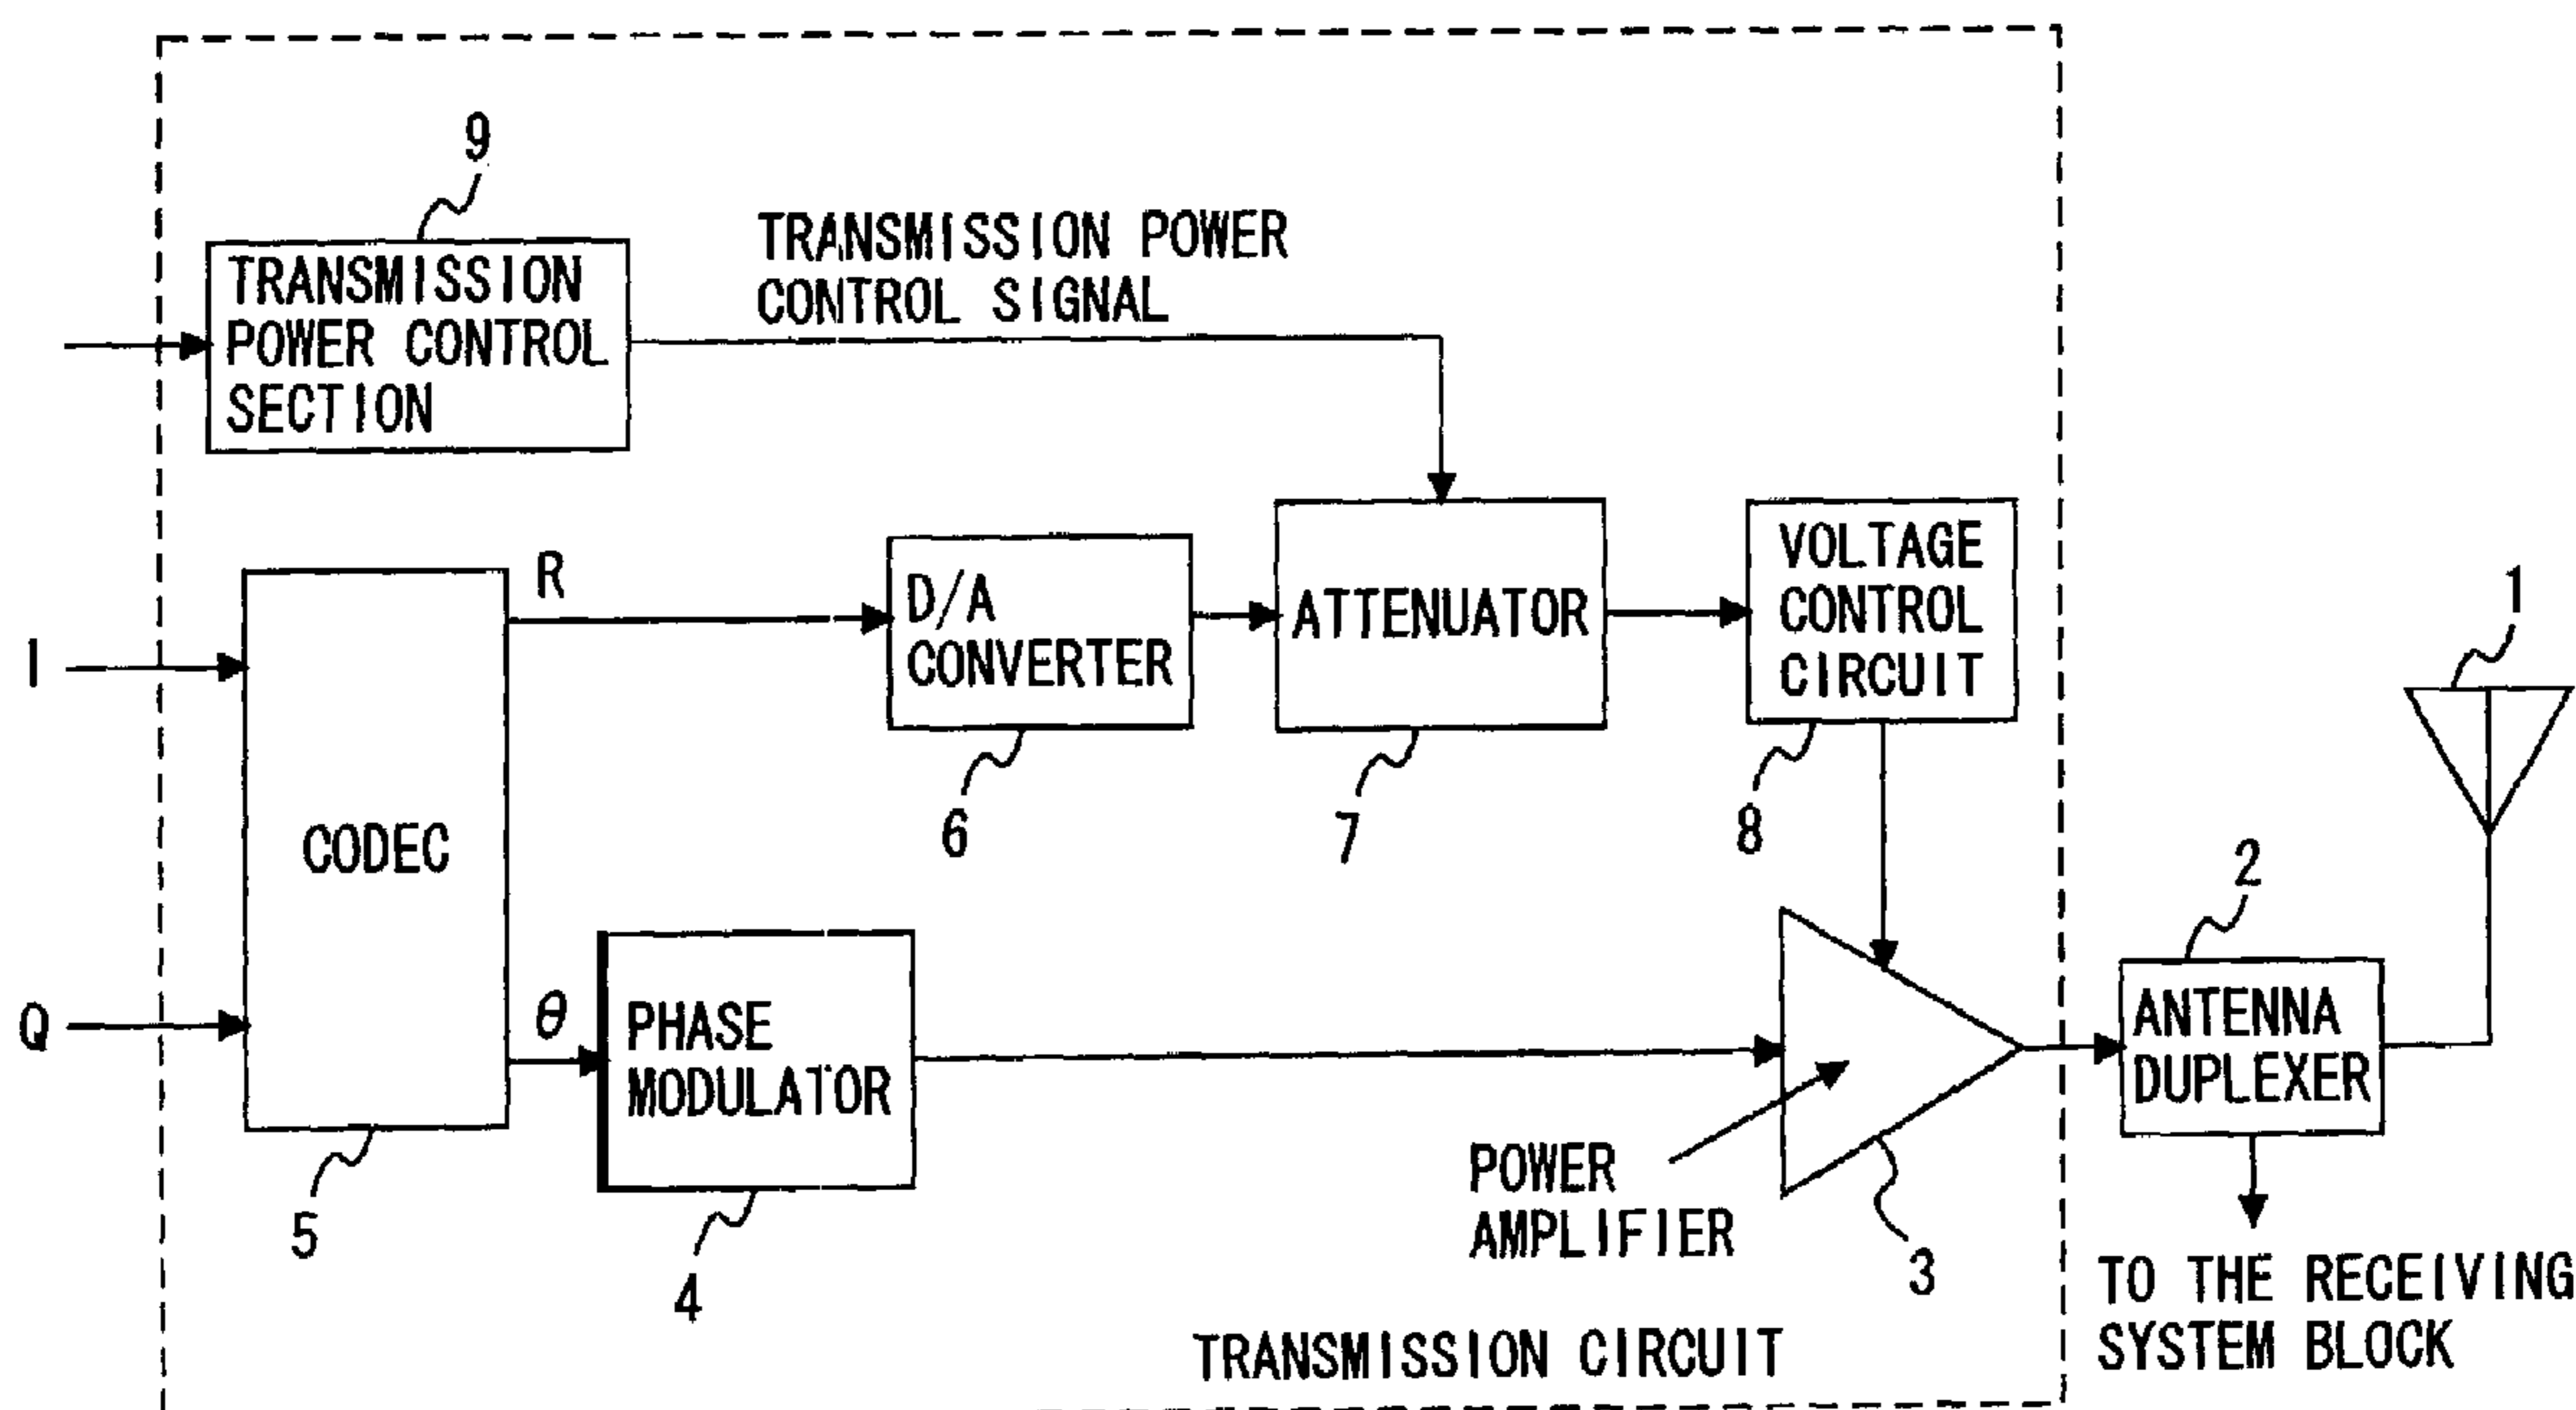 9
TRANSMISSION
POWER CONTROL
SECTION
TRANSMISSION POWER
CONTROL SIGNAL
I
Q
CODEC
5
R
θ
D/A
CONVERTER
6
ATTENUATOR
7
VOLTAGE
CONTROL
CIRCUIT
8
PHASE
MODULATOR
4
POWER
AMPLIFIER
3
1
2
ANTENNA
DUPLEXER
TO THE RECEIVING
SYSTEM BLOCK
TRANSMISSION CIRCUIT